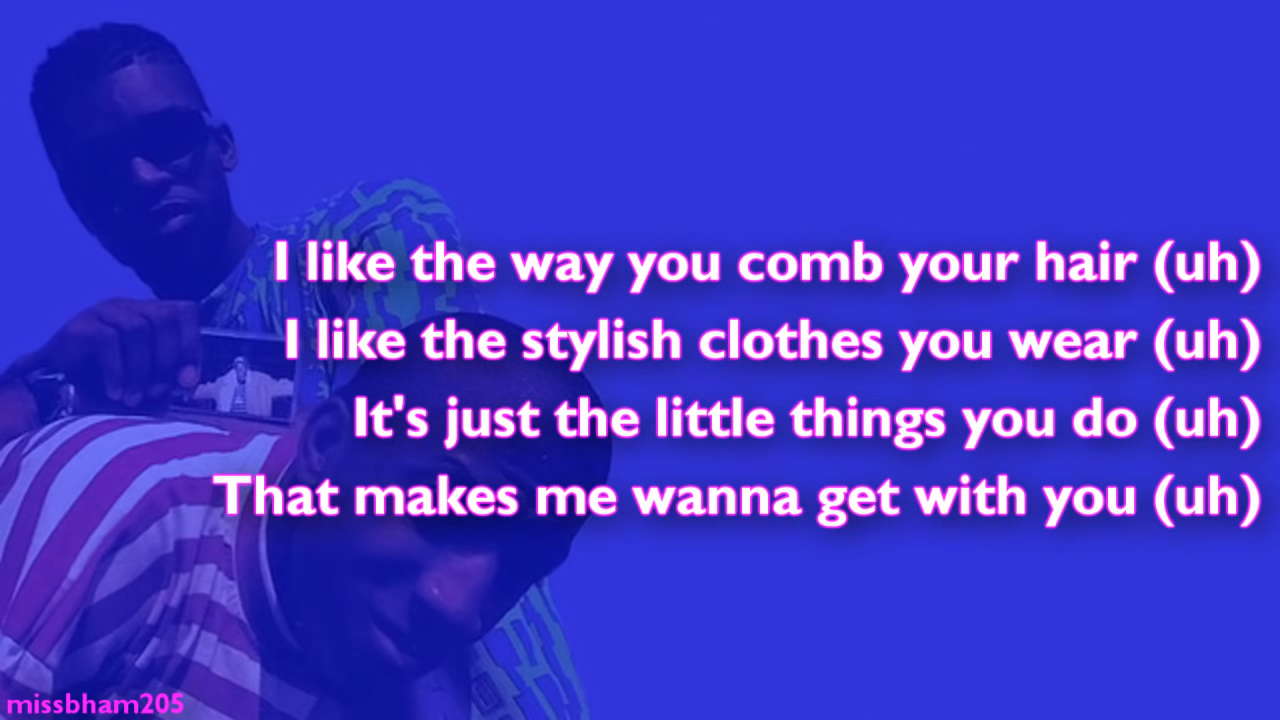 I like the way you comb your hair (uh)
I like the stylish clothes you wear (uh)
It's just the little things you do (uh)
That makes me wanna get with you (uh)
missbham205